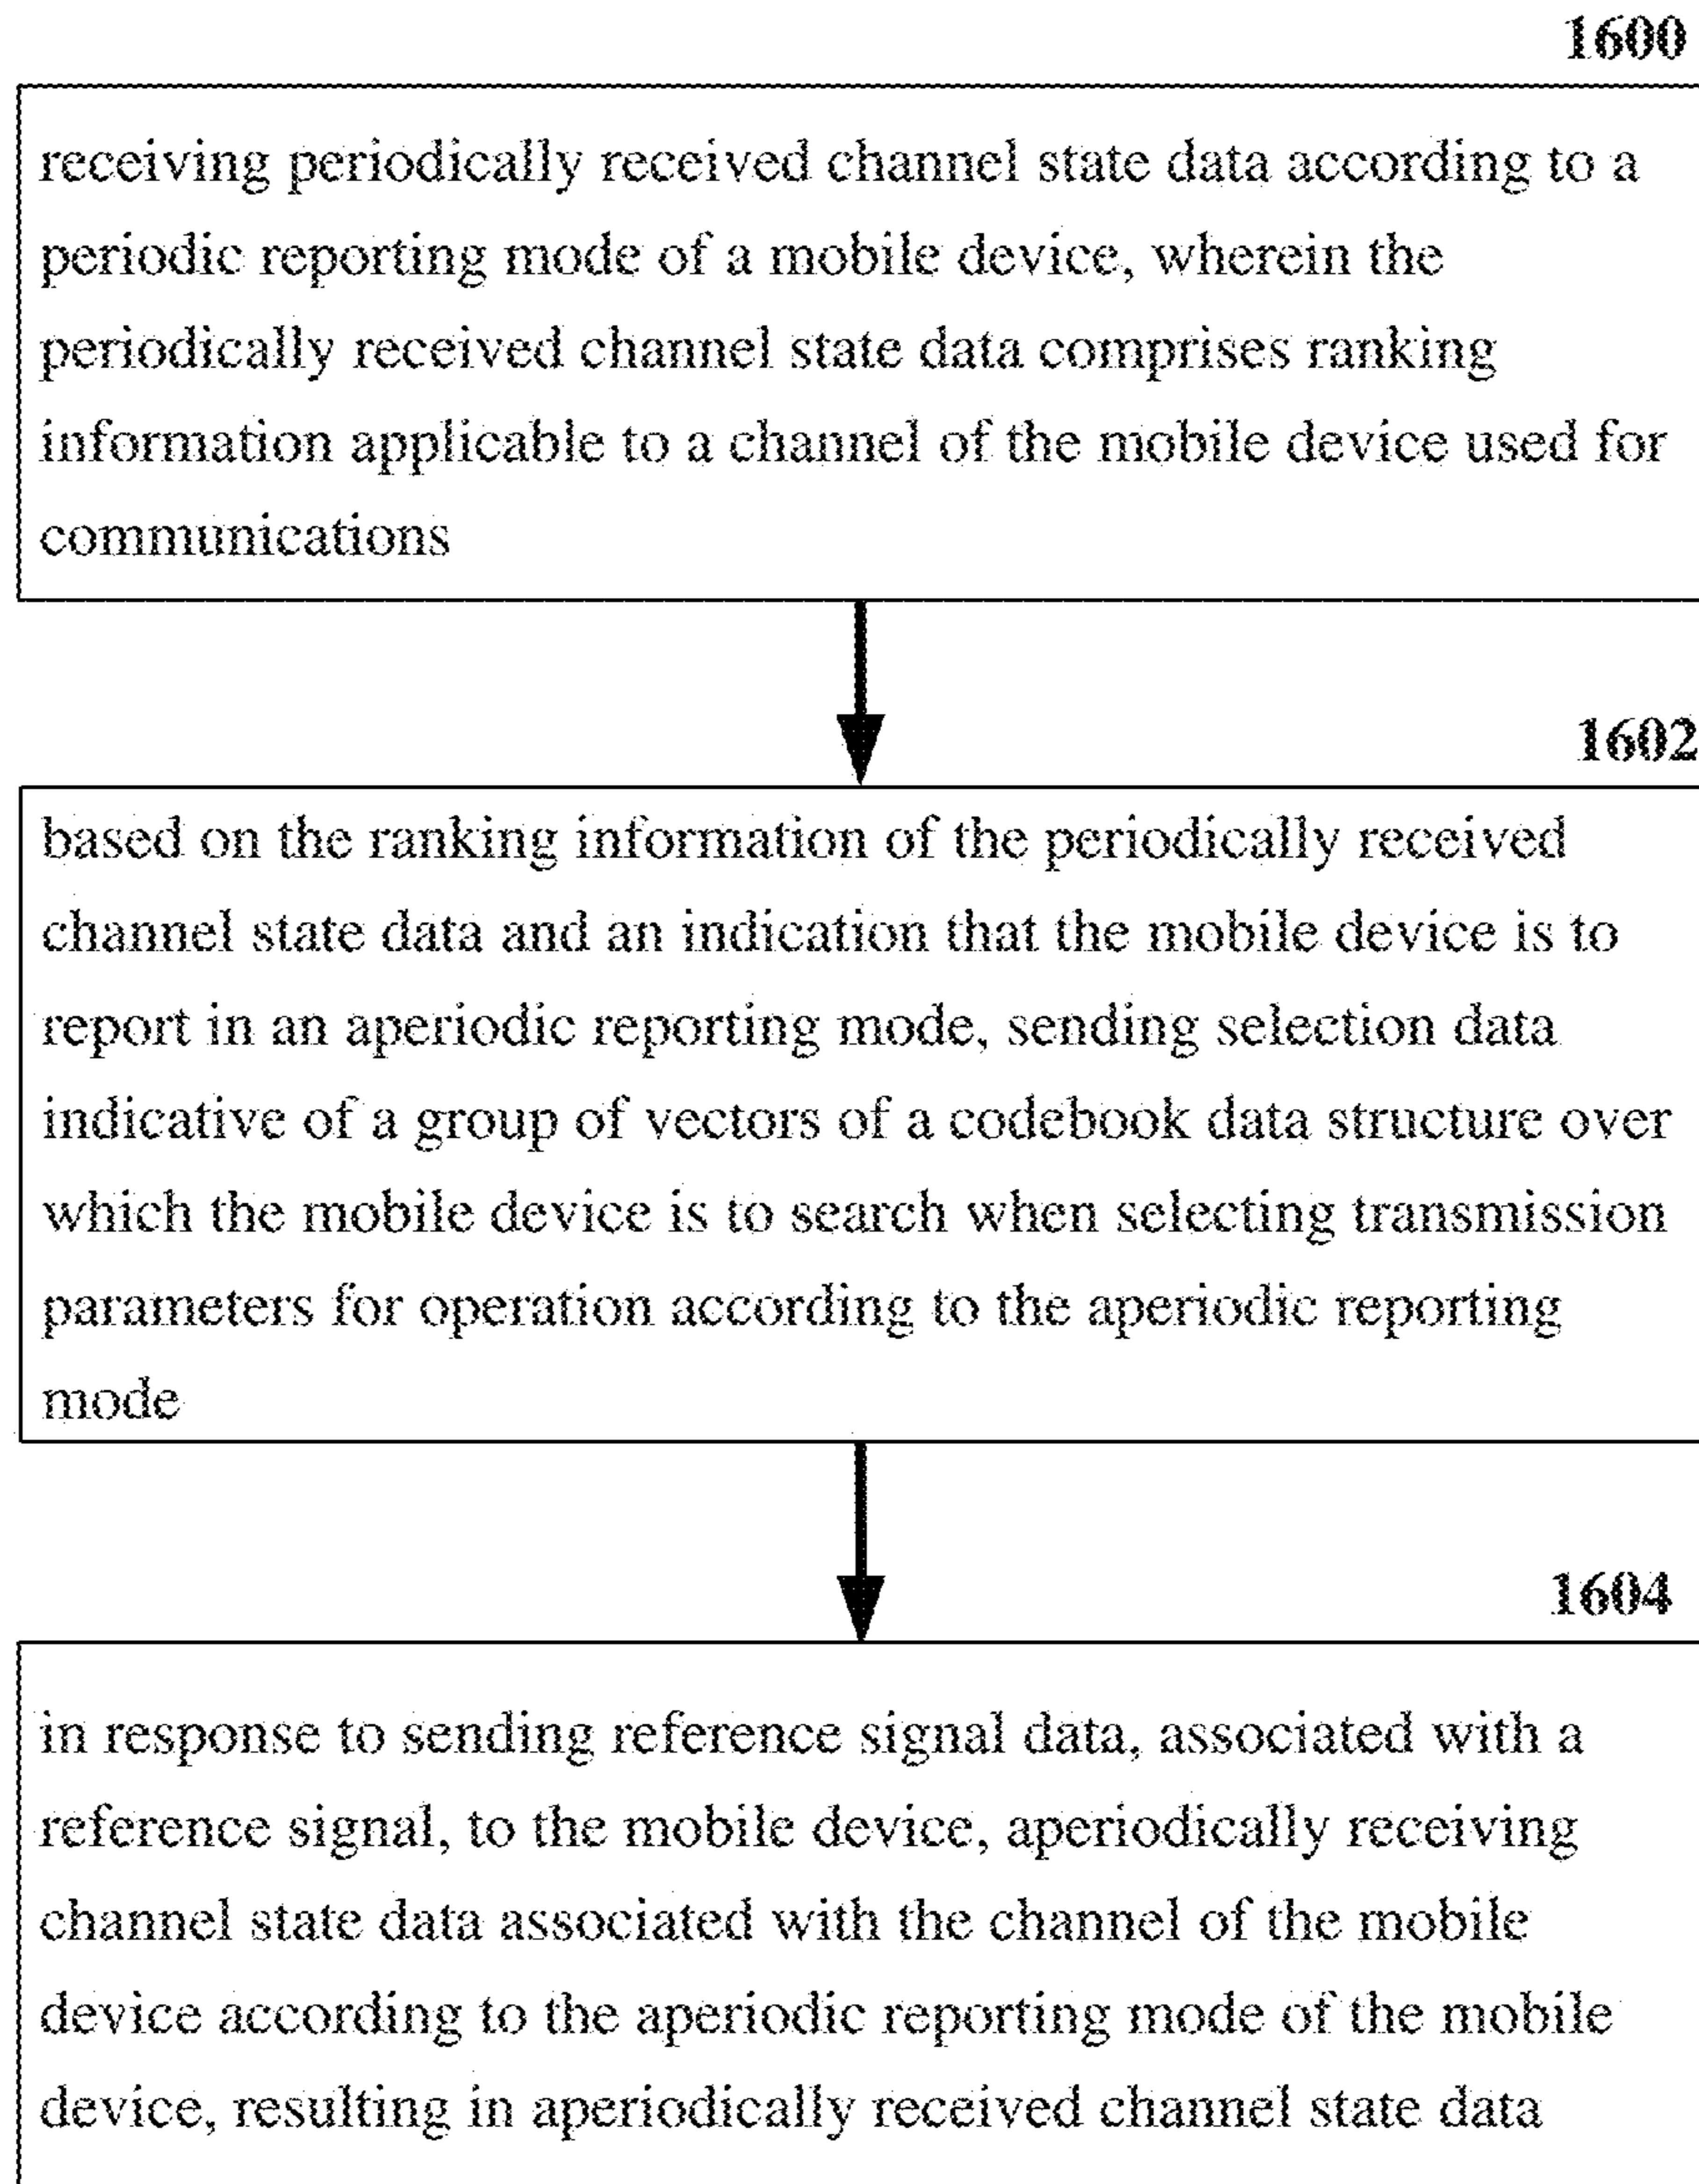 1600
receiving periodically received channel state data according to a
periodic reporting mode of a mobile device, wherein the
periodically received channel state data comprises ranking
information applicable to a channel of the mobile device used for
communications
1602
based on the ranking information of the periodically received
channel state data and an indication that the mobile device is to
report in an aperiodic reporting mode, sending selection data
indicative of a group of vectors of a codebook data structure over
which the mobile device is to search when selecting transmission
parameters for operation according to the aperiodic reporting
mode
1604
in response to sending reference signal data, associated with a
reference signal, to the mobile device, aperiodically receiving
channel state data associated with the channel of the mobile
device according to the aperiodic reporting mode of the mobile
device, resulting in aperiodically received channel state data